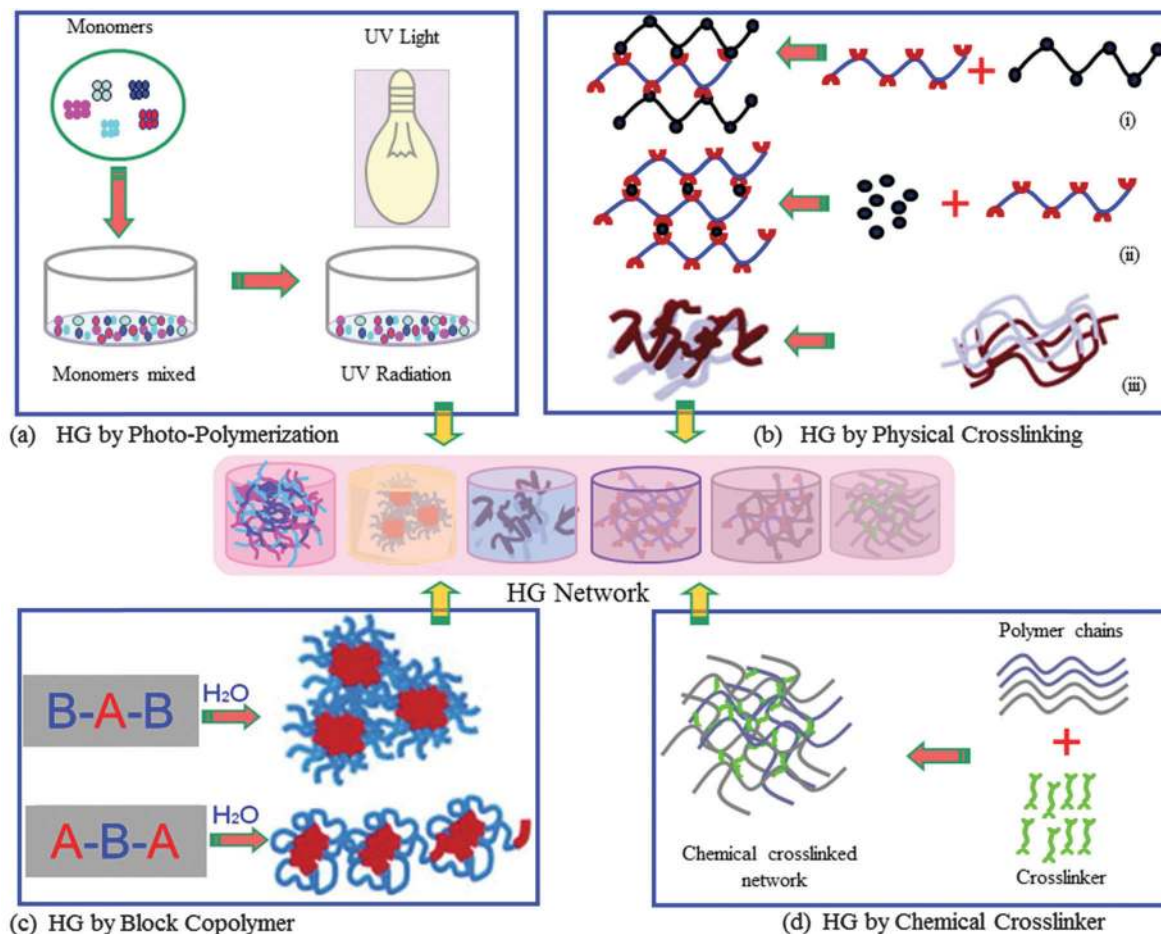 Monomers
UV Light
Monomers mixed
UV Radiation
(a) HG by Photo-Polymerization
(i)
(ii)
(iii)
(b) HG by Physical Crosslinking
HG Network
B-A-B
H₂O
A-B-A
H₂O
(c) HG by Block Copolymer
Polymer chains
Chemical crosslinked
network
Crosslinker
(d) HG by Chemical Crosslinker